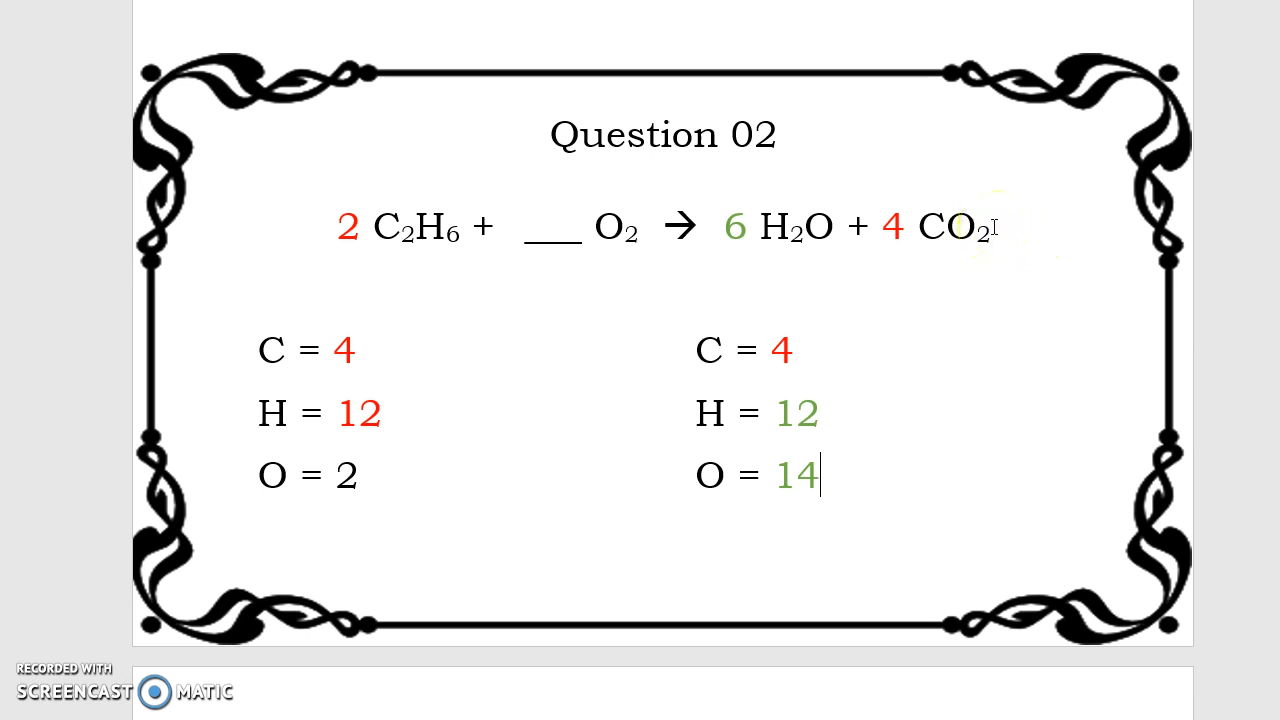 Question 02
2 C₂H₆ + ___ O₂ → 6 H₂O + 4 CO₂
C = 4 C = 4
H = 12 H = 12
O = 2 O = 14
RECORDED WITH
SCREENCAST MATIC